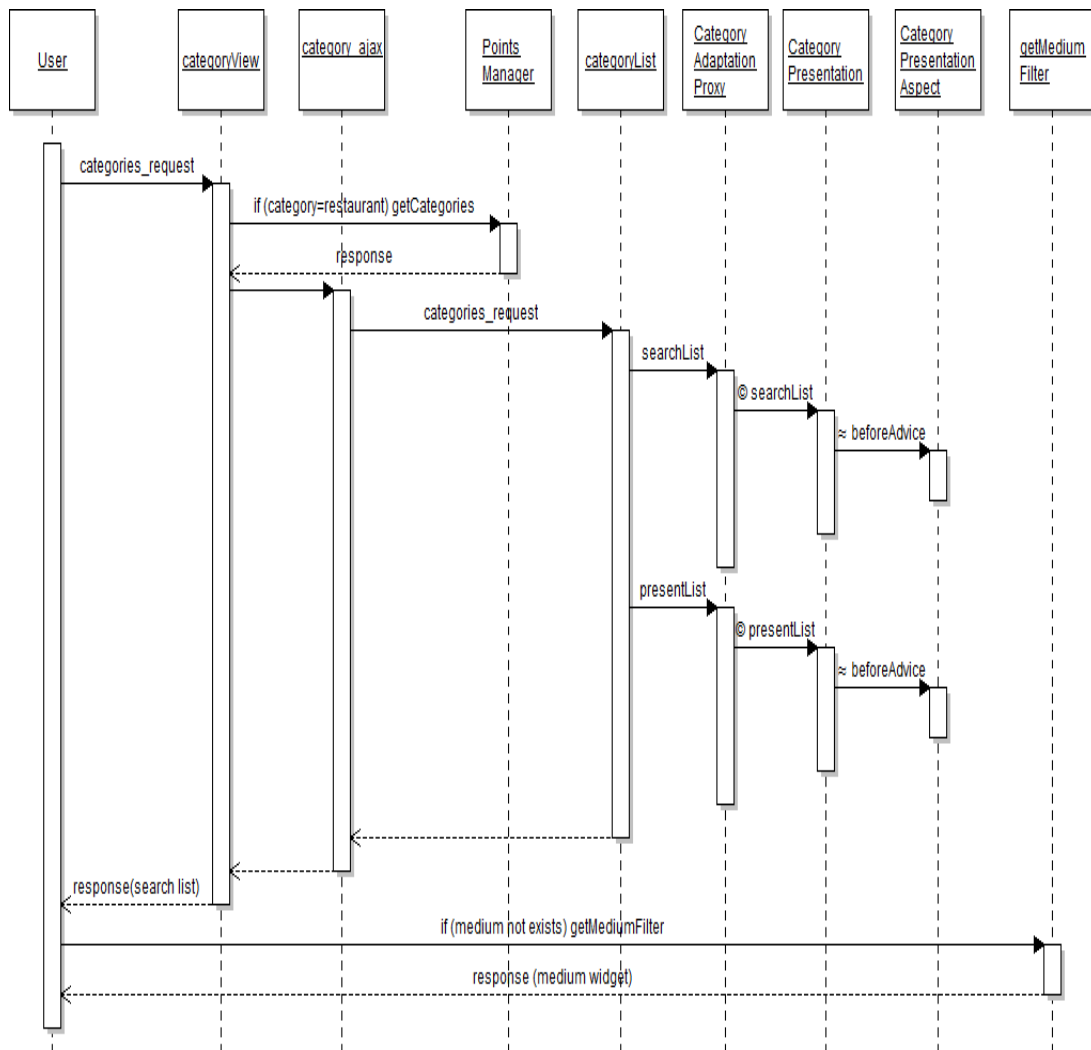 User
categoryView
category_ajax
Points
Manager
categoryList
Category
Adaptation
Proxy
Category
Presentation
Category
Presentation
Aspect
getMedium
Filter
categories_request
if (category=restaurant) getCategories
response
categories_request
searchList
© searchList
≈ beforeAdvice
presentList
© presentList
≈ beforeAdvice
response(search list)
if (medium not exists) getMediumFilter
response (medium widget)